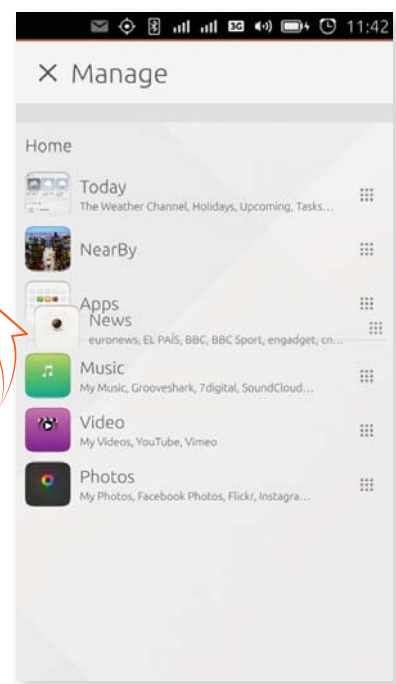 3G 11:42
× Manage
Home
Today
The Weather Channel, Holidays, Upcoming, Tasks...
NearBy
Apps
News
euronews, EL PAÍS, BBC, BBC Sport, engadget, cn...
Music
My Music, Grooveshark, 7digital, SoundCloud...
Video
My Videos, YouTube, Vimeo
Photos
My Photos, Facebook Photos, Flickr, Instagra...